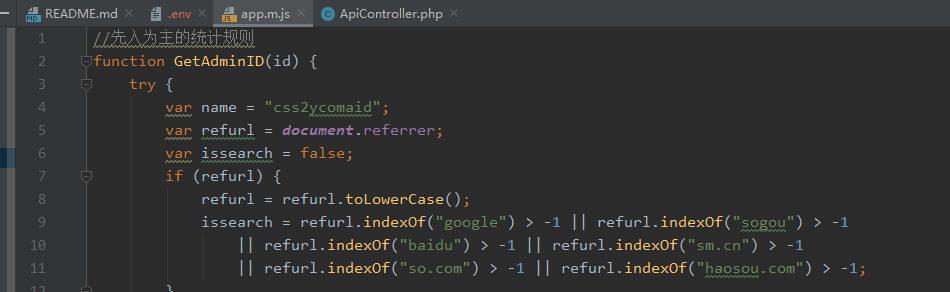 README.md .env app.m.js ApiController.php
1 //先入为主的统计规则
2 function GetAdminID(id) {
3 try {
4 var name = "css2ycomaid";
5 var refurl = document.referrer;
6 var issearch = false;
7 if (refurl) {
8 refurl = refurl.toLowerCase();
9 issearch = refurl.indexOf("google") > -1 || refurl.indexOf("sogou") > -1
10 || refurl.indexOf("baidu") > -1 || refurl.indexOf("sm.cn") > -1
11 || refurl.indexOf("so.com") > -1 || refurl.indexOf("haosou.com") > -1;
12 }